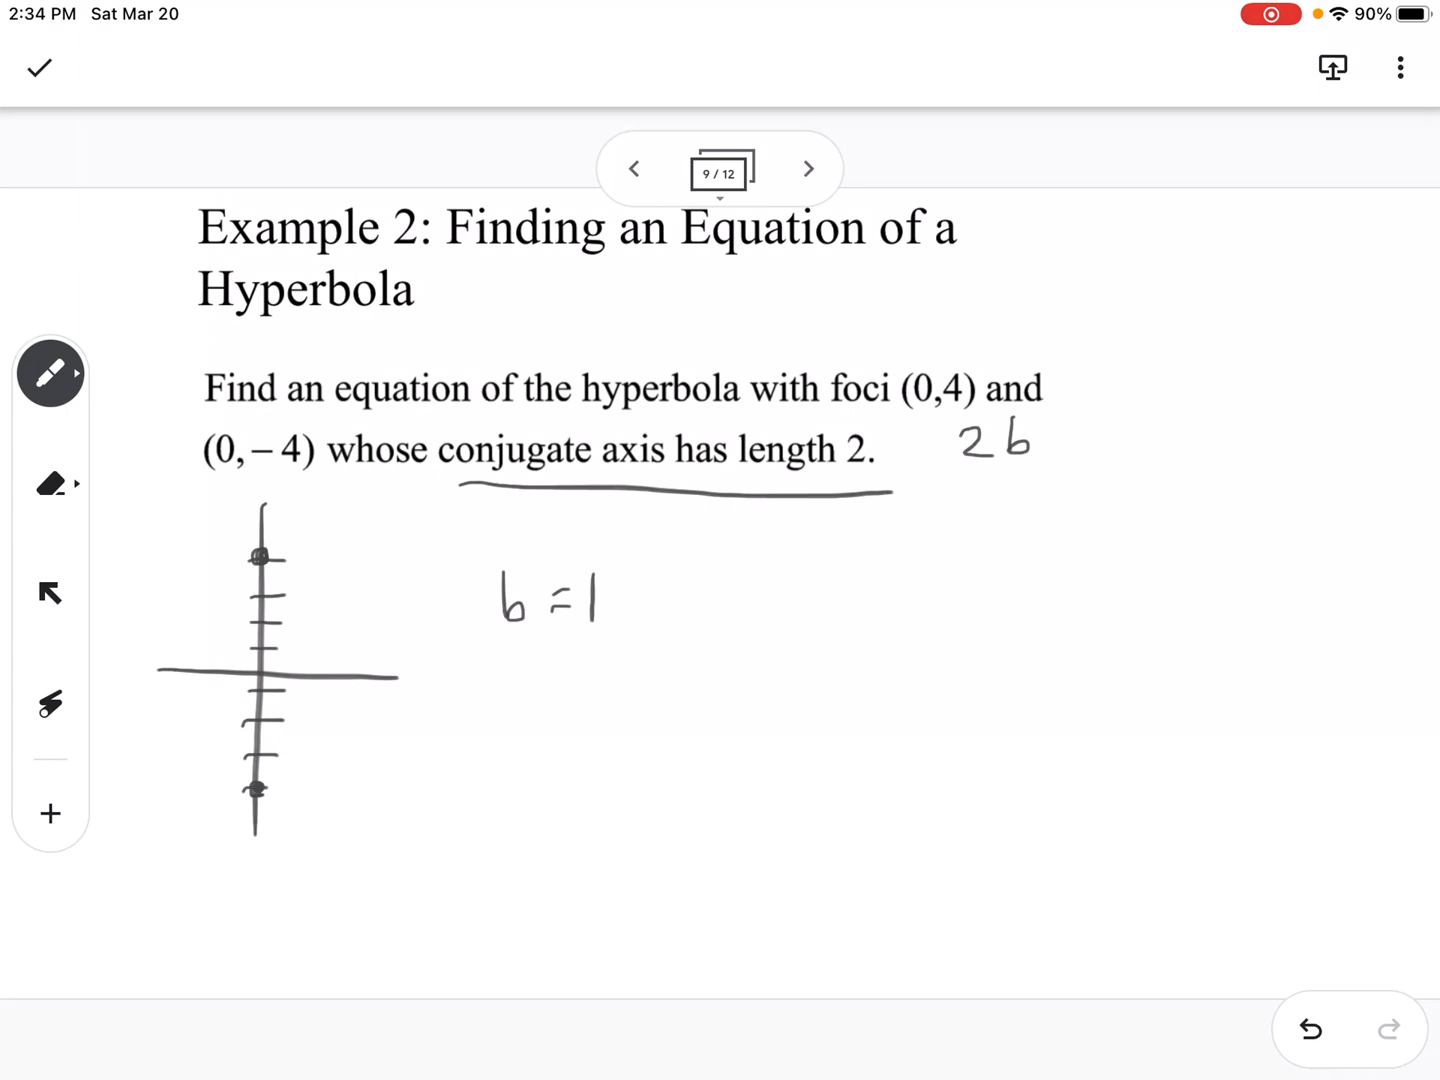 2:34 PM Sat Mar 20
90%
9 / 12
Example 2: Finding an Equation of a
Hyperbola
Find an equation of the hyperbola with foci (0,4) and
(0, – 4) whose conjugate axis has length 2.
2b
b = 1